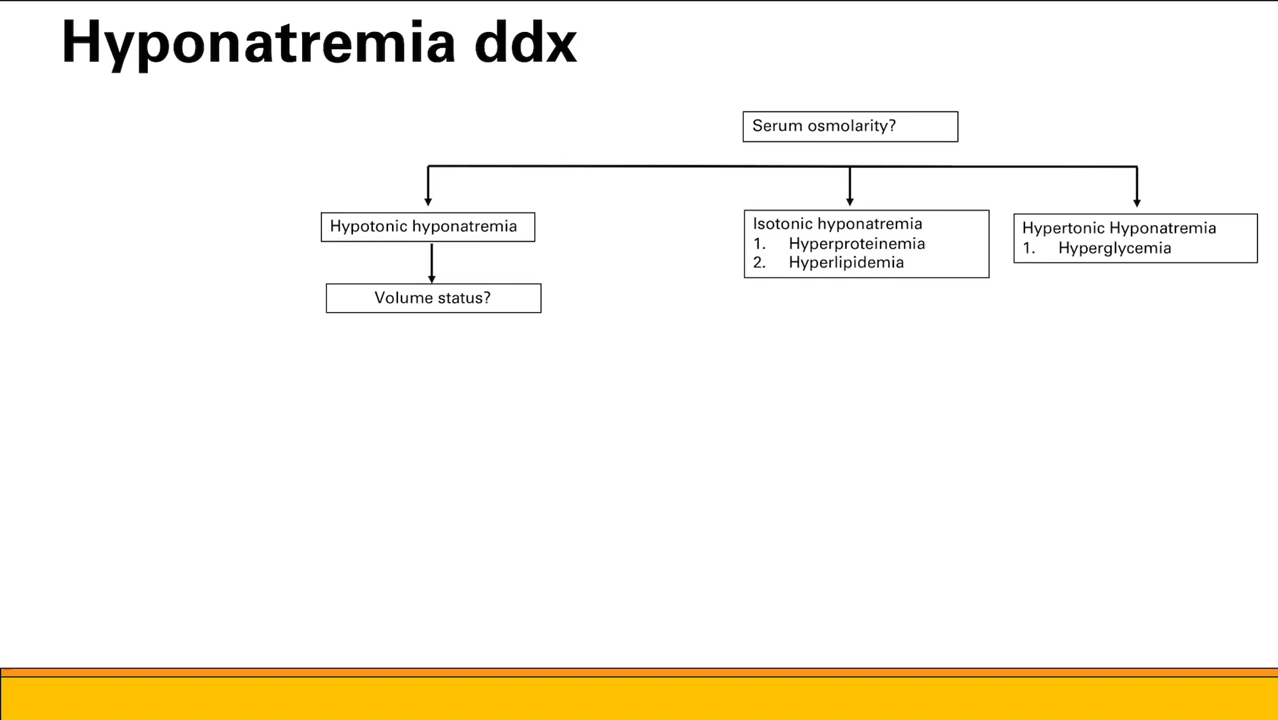 Hyponatremia ddx
Serum osmolarity?
Hypotonic hyponatremia
Volume status?
Isotonic hyponatremia
1. Hyperproteinemia
2. Hyperlipidemia
Hypertonic Hyponatremia
1. Hyperglycemia